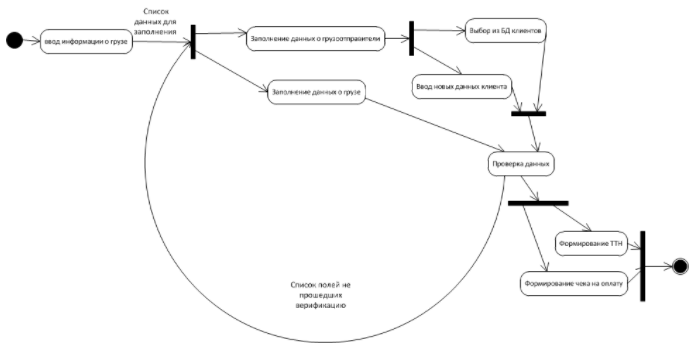 Список
данных для
заполнения
ввод информации о грузе
Заполнение данных о грузоотправители
Выбор из БД клиентов
Заполнение данных о грузе
Ввод новых данных клиента
Проверка данных
Формирование ТТН
Формирование чека на оплату
Список полей не
прошедших
верификацию